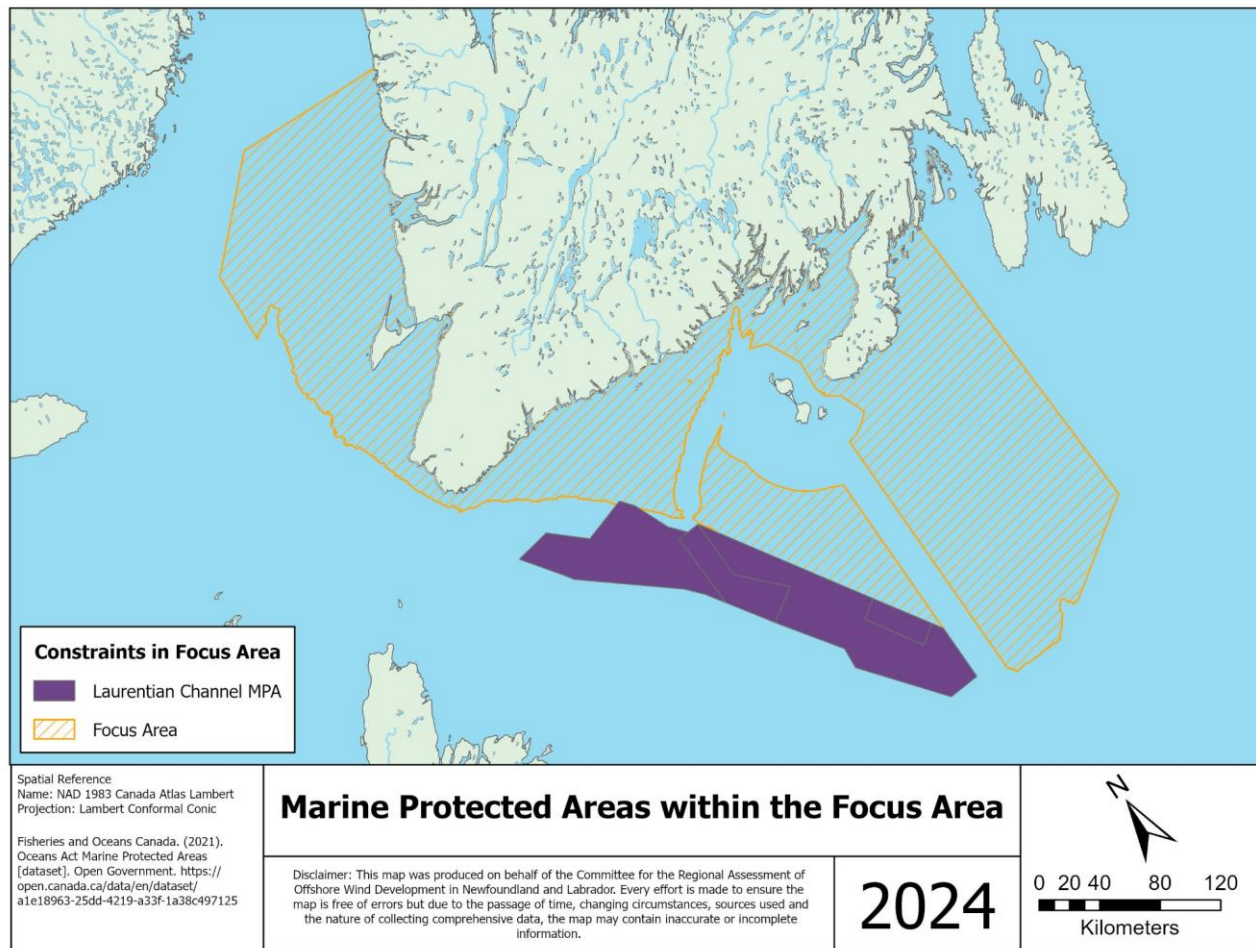 Constraints in Focus Area
Laurentian Channel MPA
Focus Area
Spatial Reference
Name: NAD 1983 Canada Atlas Lambert
Projection: Lambert Conformal Conic
Fisheries and Oceans Canada. (2021).
Oceans Act Marine Protected Areas
[dataset]. Open Government. https://
open.canada.ca/data/en/dataset/
a1e18963-25dd-4219-a33f-1a38c497125
Marine Protected Areas within the Focus Area
Disclaimer: This map was produced on behalf of the Committee for the Regional Assessment of
Offshore Wind Development in Newfoundland and Labrador. Every effort is made to ensure the
map is free of errors but due to the passage of time, changing circumstances, sources used and
the nature of collecting comprehensive data, the map may contain inaccurate or incomplete
information.
2024
N
0 20 40 80 120
Kilometers